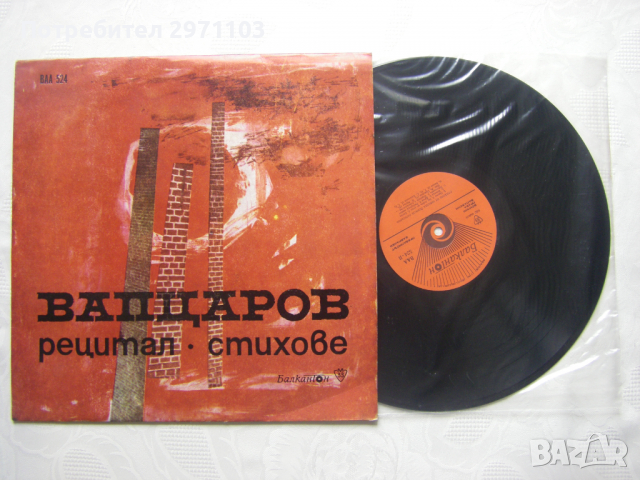 Потребител 2971103
ВАА 524
ВАПЦАРОВ
рецитал · стихове
Балкантон
Балкантон
BAZAR